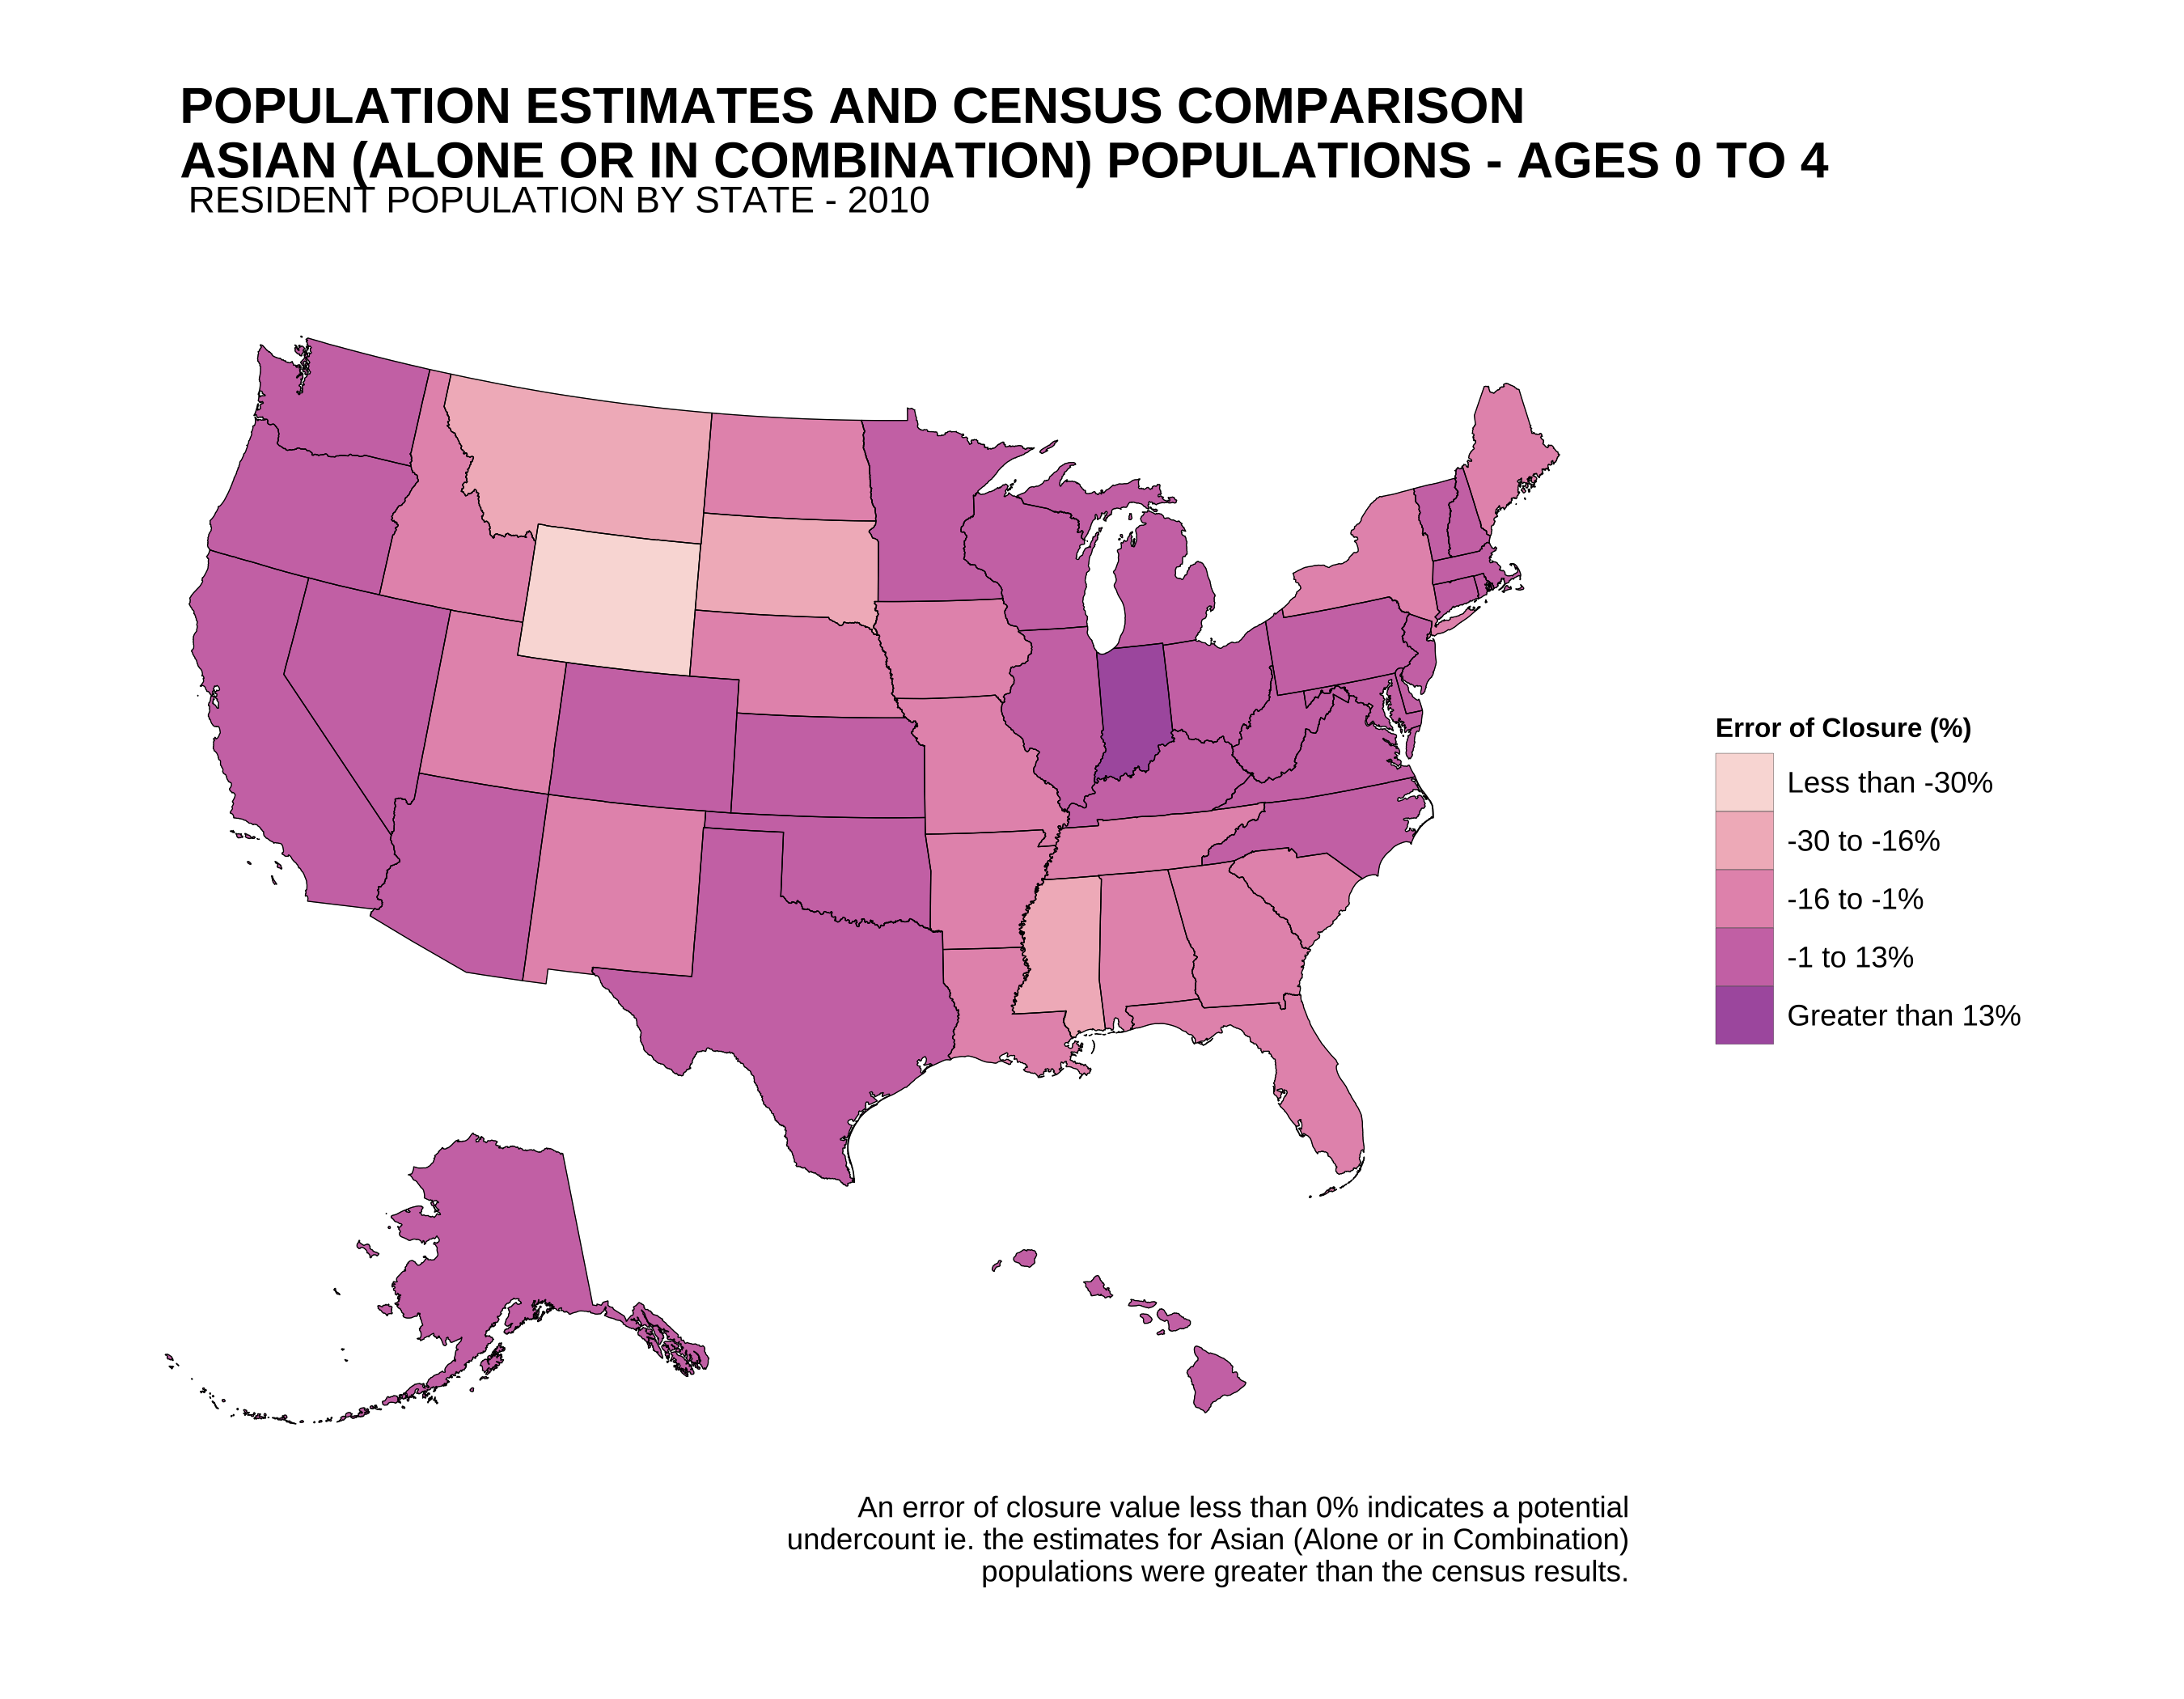 POPULATION ESTIMATES AND CENSUS COMPARISON
ASIAN (ALONE OR IN COMBINATION) POPULATIONS - AGES 0 TO 4
RESIDENT POPULATION BY STATE - 2010
Error of Closure (%)
Less than -30%
-30 to -16%
-16 to -1%
-1 to 13%
Greater than 13%
An error of closure value less than 0% indicates a potential
undercount ie. the estimates for Asian (Alone or in Combination)
populations were greater than the census results.